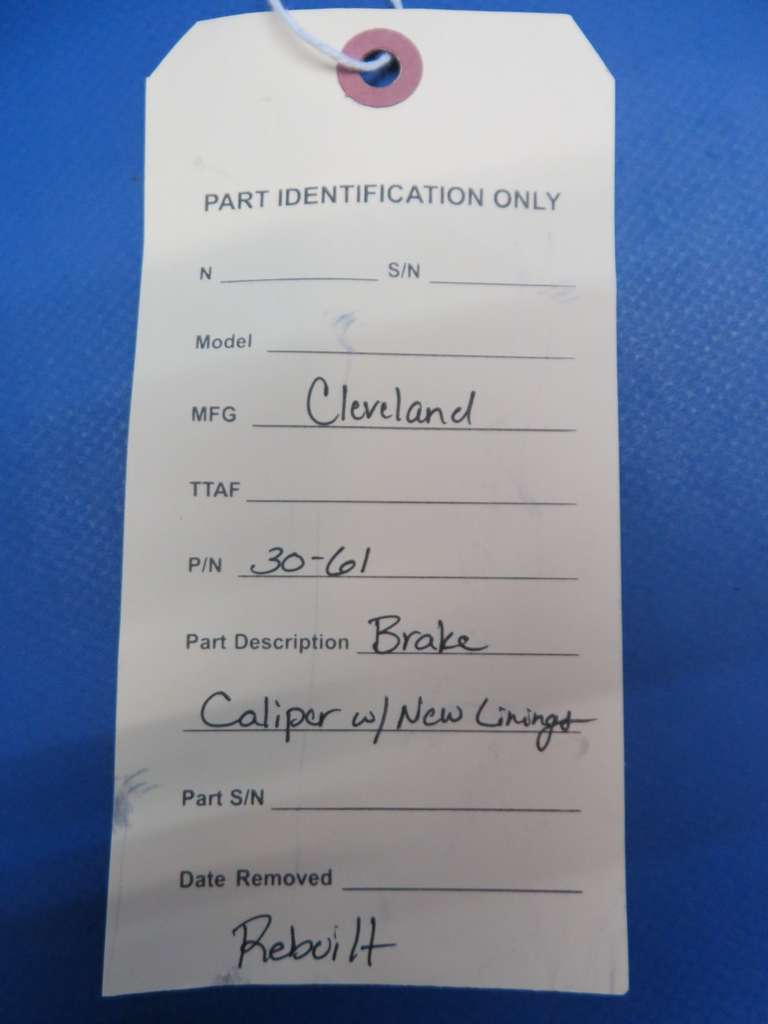 PART IDENTIFICATION ONLY
N S/N
Model
MFG Cleveland
TTAF
P/N 30-61
Part Description Brake
Caliper w/ New Linings
Part S/N
Date Removed
Rebuilt